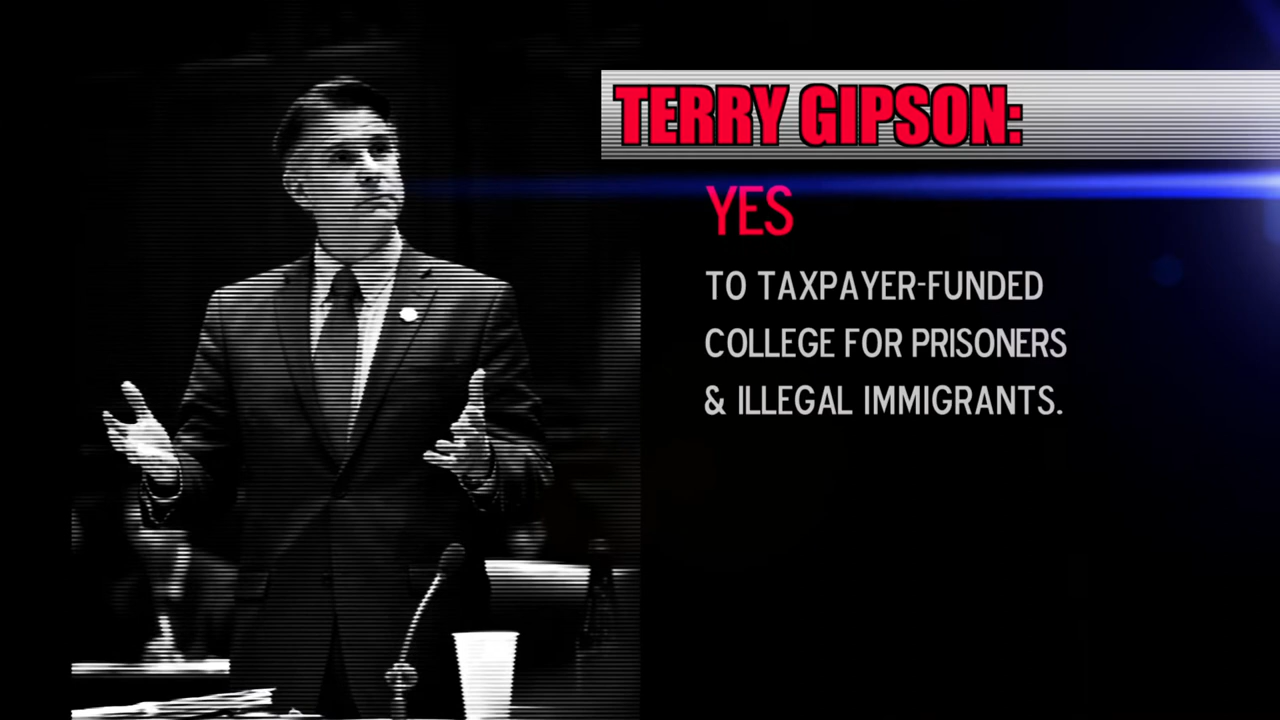 TERRY GIPSON:
YES
TO TAXPAYER-FUNDED
COLLEGE FOR PRISONERS
& ILLEGAL IMMIGRANTS.